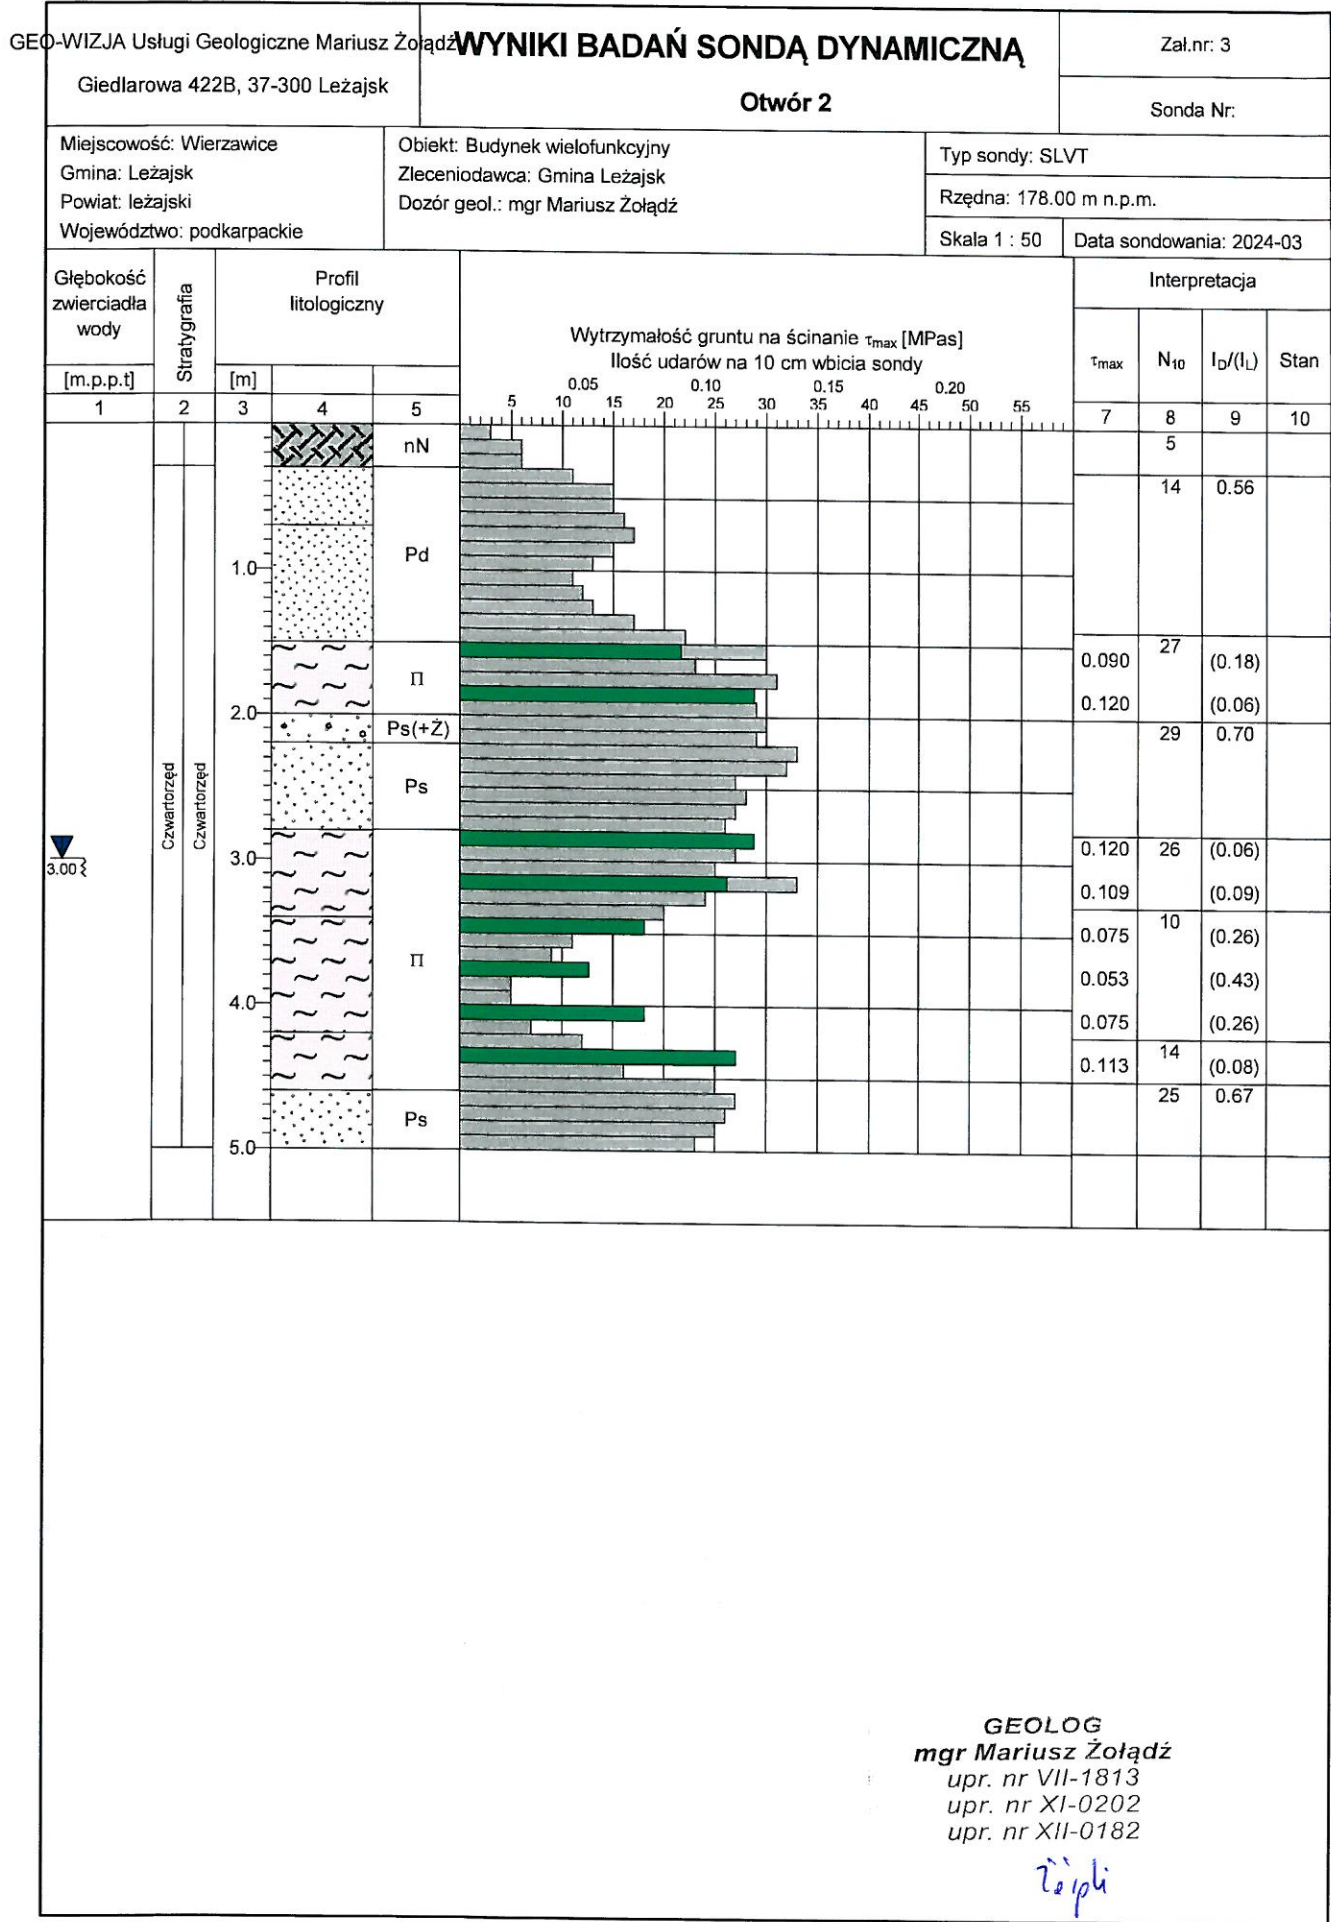 GEO-WIZJA Usługi Geologiczne Mariusz Żołądź
Giedlarowa 422B, 37-300 Leżajsk
WYNIKI BADAŃ SONDĄ DYNAMICZNĄ
Otwór 2
Zał.nr: 3
Sonda Nr:
Miejscowość: Wierzawice
Gmina: Leżajsk
Powiat: leżajski
Województwo: podkarpackie
Obiekt: Budynek wielofunkcyjny
Zleceniodawca: Gmina Leżajsk
Dozór geol.: mgr Mariusz Żołądź
Typ sondy: SLVT
Rzędna: 178.00 m n.p.m.
Skala 1 : 50
Data sondowania: 2024-03
Głębokość
zwierciadła
wody
Stratygrafia
Profil
litologiczny
Wytrzymałość gruntu na ścinanie τmax [MPas]
Ilość udarów na 10 cm wbicia sondy
Interpretacja
τmax N10 ID/(IL) Stan
[m.p.p.t] [m]
0.05 0.10 0.15 0.20
5 10 15 20 25 30 35 40 45 50 55
1 2 3 4 5 7 8 9 10
nN 5
14 0.56
Pd
1.0
27
0.090 (0.18)
Π
0.120 (0.06)
2.0
Ps(+Ż) 29 0.70
Ps
Czwartorzęd
Czwartorzęd
3.0
3.00
0.120 26 (0.06)
0.109 (0.09)
10
0.075 (0.26)
Π
0.053 (0.43)
4.0
0.075 (0.26)
14
0.113 (0.08)
25 0.67
Ps
5.0
GEOLOG
mgr Mariusz Żołądź
upr. nr VII-1813
upr. nr XI-0202
upr. nr XII-0182